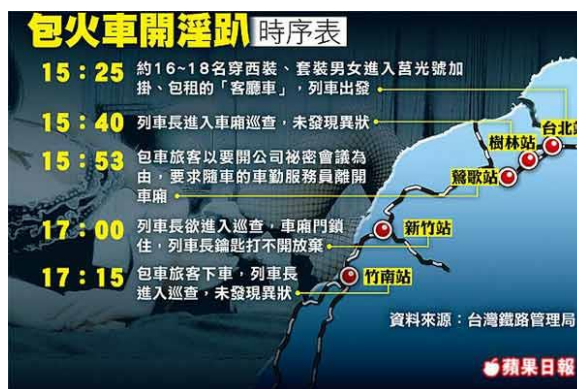 包火車開淫趴 時序表
15：25 約16~18名穿西裝、套裝男女進入莒光號加
掛、包租的「客廳車」，列車出發
15：40 列車長進入車廂巡查，未發現異狀
15：53 包車旅客以要開公司祕密會議為
由，要求隨車的車勤服務員離開
車廂
17：00 列車長欲進入巡查，車廂門鎖
住，列車長鑰匙打不開放棄
17：15 包車旅客下車，列車長
進入巡查，未發現異狀
台北
樹林站
鶯歌站
新竹站
竹南站
資料來源：台灣鐵路管理局
蘋果日報